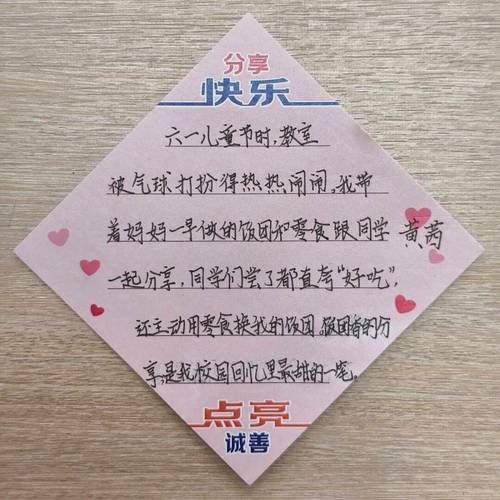 分享
快乐
六一儿童节时,教室
被气球打扮得热热闹闹。我带
着妈妈一早做的饭团和零食跟同学
黄茜
一起分享,同学们尝了都直夸“好吃”,
还主动用零食换我的饭团。饭团香的分
享,是我校园回忆里最甜的一笔。
点亮
诚善